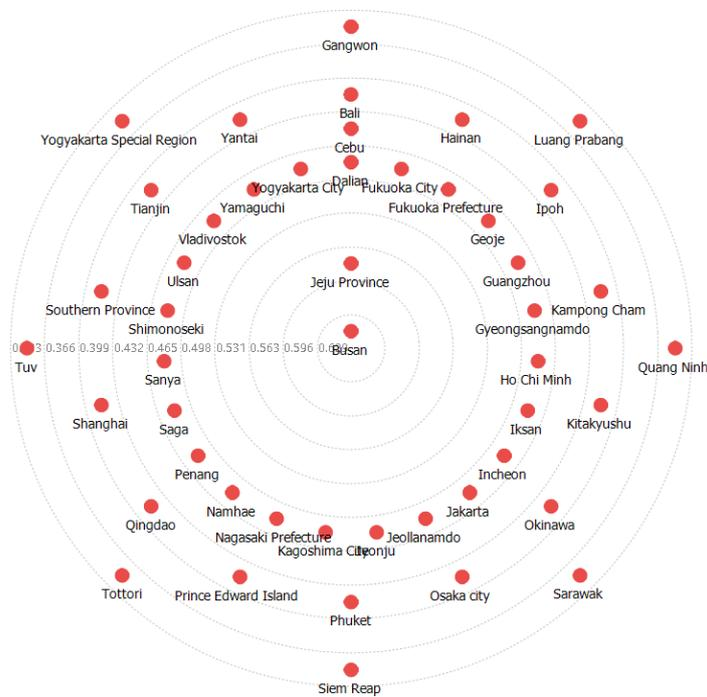 Gangwon
Bali
Yogyakarta Special Region
Yantai
Hainan
Luang Prabang
Cebu
Dalian
Yogyakarta City
Fukuoka City
Tianjin
Yamaguchi
Fukuoka Prefecture
Ipoh
Vladivostok
Geoje
Ulsan
Jeju Province
Guangzhou
Southern Province
Kampong Cham
Shimonoseki
Gyeongsangnamdo
0.366 0.399 0.432 0.465 0.498 0.531 0.563 0.596
Busan
Tuv
Quang Ninh
Sanya
Ho Chi Minh
Shanghai
Saga
Iksan
Kitakyushu
Penang
Incheon
Namhae
Jakarta
Qingdao
Okinawa
Nagasaki Prefecture
Jeollanamdo
Kagoshima City
Tottori
Prince Edward Island
Osaka city
Sarawak
Phuket
Siem Reap